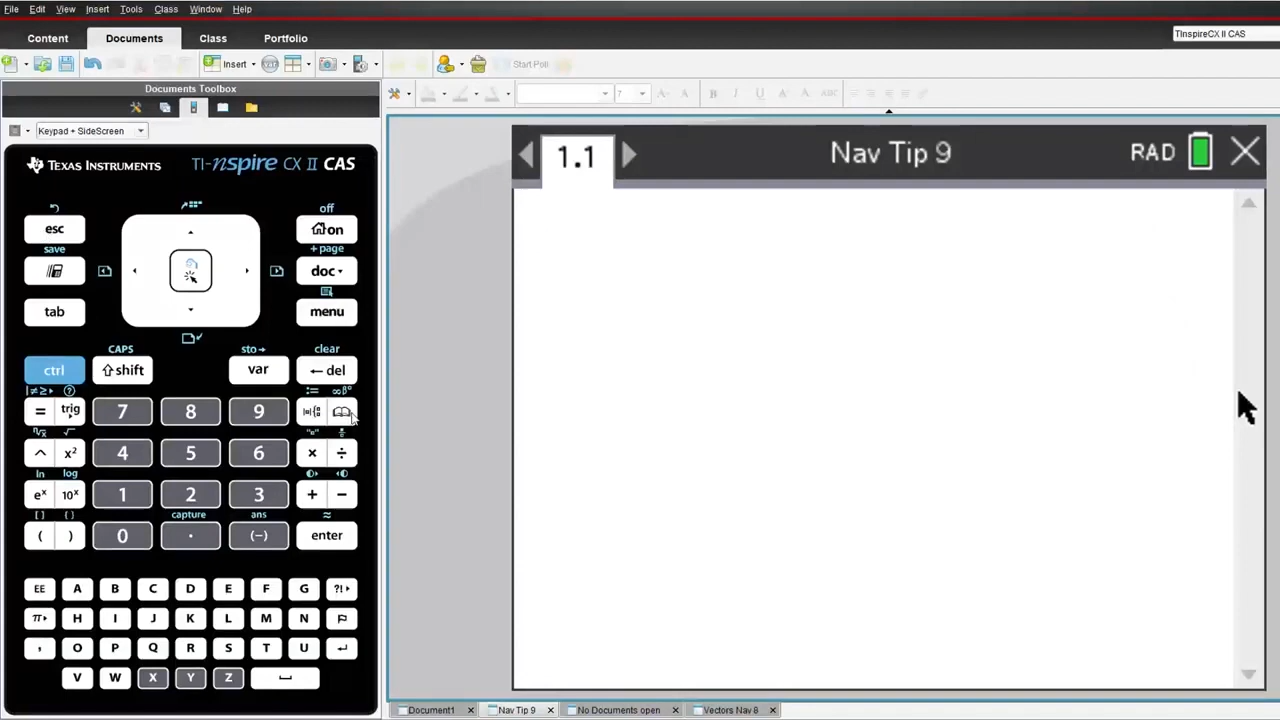 File Edit View Insert Tools Class Window Help
Content Documents Class Portfolio
TInspireCX II CAS
Insert Start Poll
Documents Toolbox
7 B I U A A ABC
Keypad + SideScreen
TEXAS INSTRUMENTS TI-nspire CX II CAS
1.1 Nav Tip 9 RAD
off
esc on
save + page
doc
tab menu
CAPS sto→ clear
ctrl shift var ← del
|≠≥▸ ? := ∞β°
= trig 7 8 9
ⁿ√x √ "□"
^ x² 4 5 6 × ÷
ln log
eˣ 10ˣ 1 2 3 + −
[ ] { } capture ans ≈
( ) 0 . (−) enter
EE A B C D E F G ?!▸
π▸ H I J K L M N
, O P Q R S T U
V W X Y Z
Document1 Nav Tip 9 No Documents open Vectors Nav 8